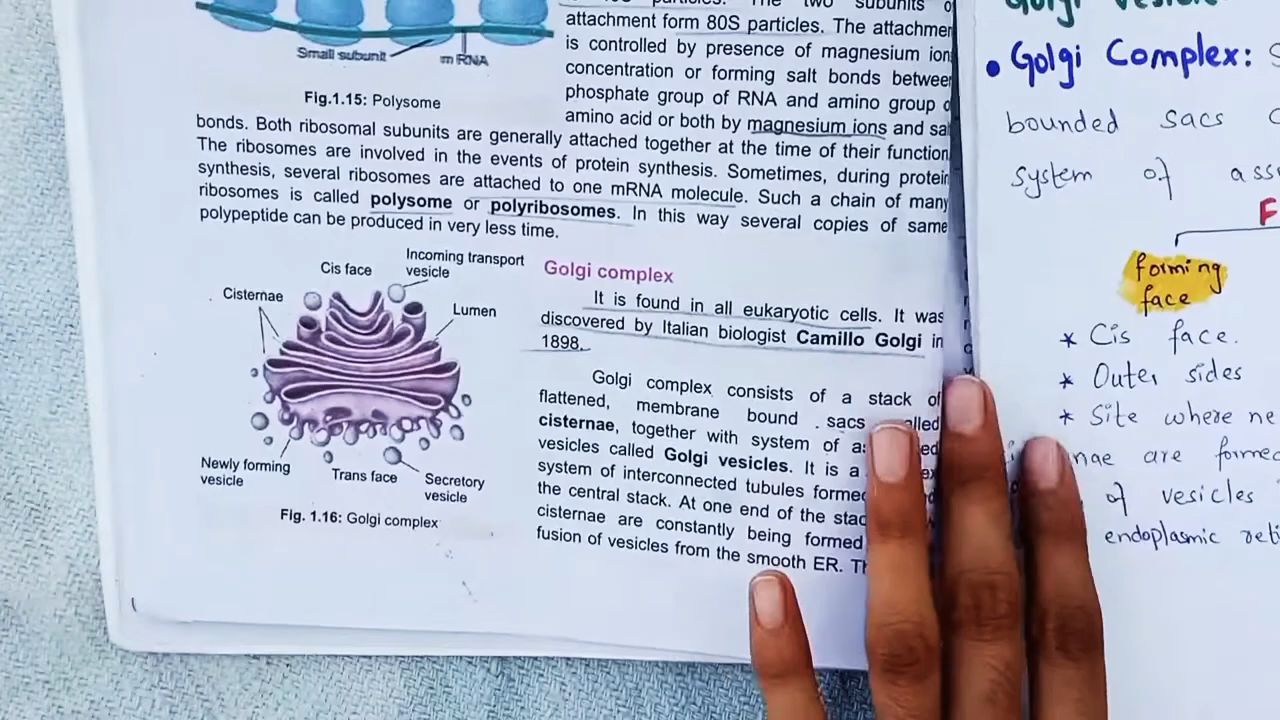 Small subunit
m RNA
Fig.1.15: Polysome
particles. The two subunits
attachment form 80S particles. The
is controlled by presence of magnesium
concentration or forming salt bonds between
phosphate group of RNA and amino group
amino acid or both by magnesium ions and
bonds. Both ribosomal subunits are generally attached together at the time of their function
The ribosomes are involved in the events of protein synthesis. Sometimes, during protein
synthesis, several ribosomes are attached to one mRNA molecule. Such a chain of many
ribosomes is called polysome or polyribosomes. In this way several copies of same
polypeptide can be produced in very less time.
Incoming transport
vesicle
Cis face
Cisternae
Lumen
Newly forming
vesicle
Trans face
Secretory
vesicle
Fig. 1.16: Golgi complex
Golgi complex
It is found in all eukaryotic cells. It was
discovered by Italian biologist Camillo Golgi in
1898.
Golgi complex consists of a stack of
flattened, membrane bound sacs
cisternae, together with system of
vesicles called Golgi vesicles. It is a
system of interconnected tubules
the central stack. At one end of the
cisternae are constantly being formed
fusion of vesicles from the smooth ER.
Golgi
• Golgi Complex:
bounded sacs
system of
forming
face
* Cis face.
* Outer sides
* Site where
are formed
of vesicles
endoplasmic